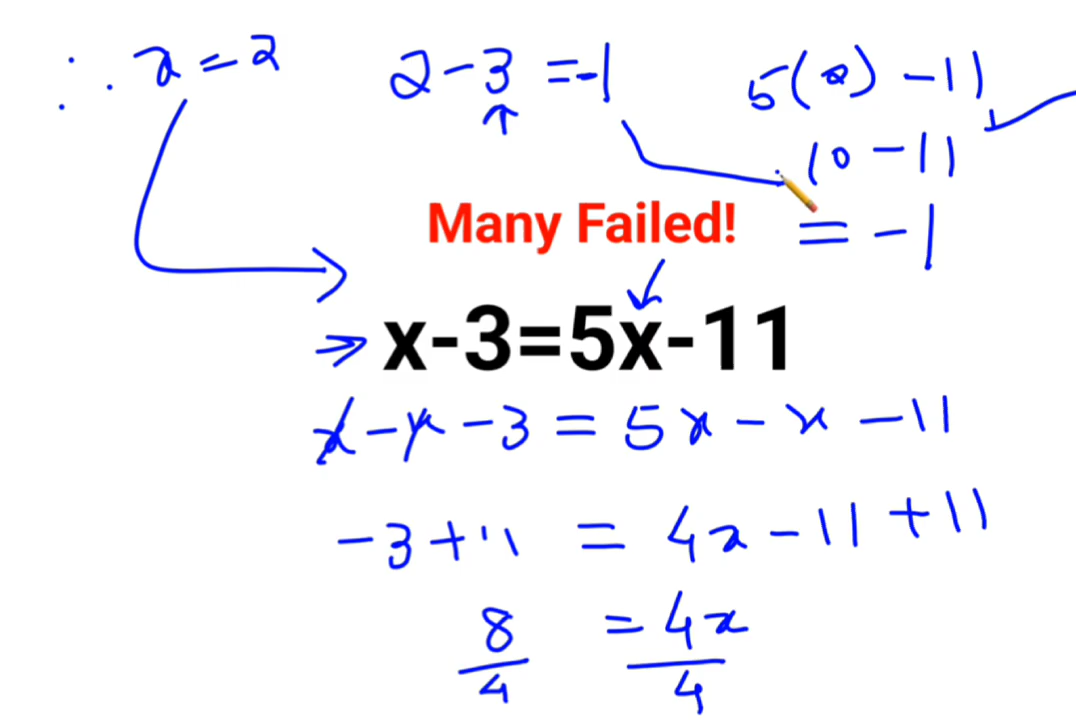 ∴ x = 2
2 - 3 = -1
5(2) - 11
10 - 11
= -1
Many Failed!
x-3=5x-11
x - x - 3 = 5x - x - 11
-3 + 11 = 4x - 11 + 11
8/4 = 4x/4